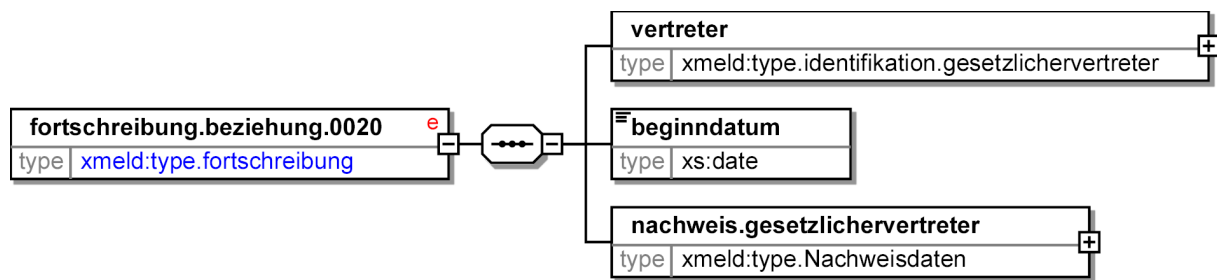 fortschreibung.beziehung.0020 e
type xmeld:type.fortschreibung
vertreter
type xmeld:type.identifikation.gesetzlichervertreter
beginndatum
type xs:date
nachweis.gesetzlichervertreter
type xmeld:type.Nachweisdaten